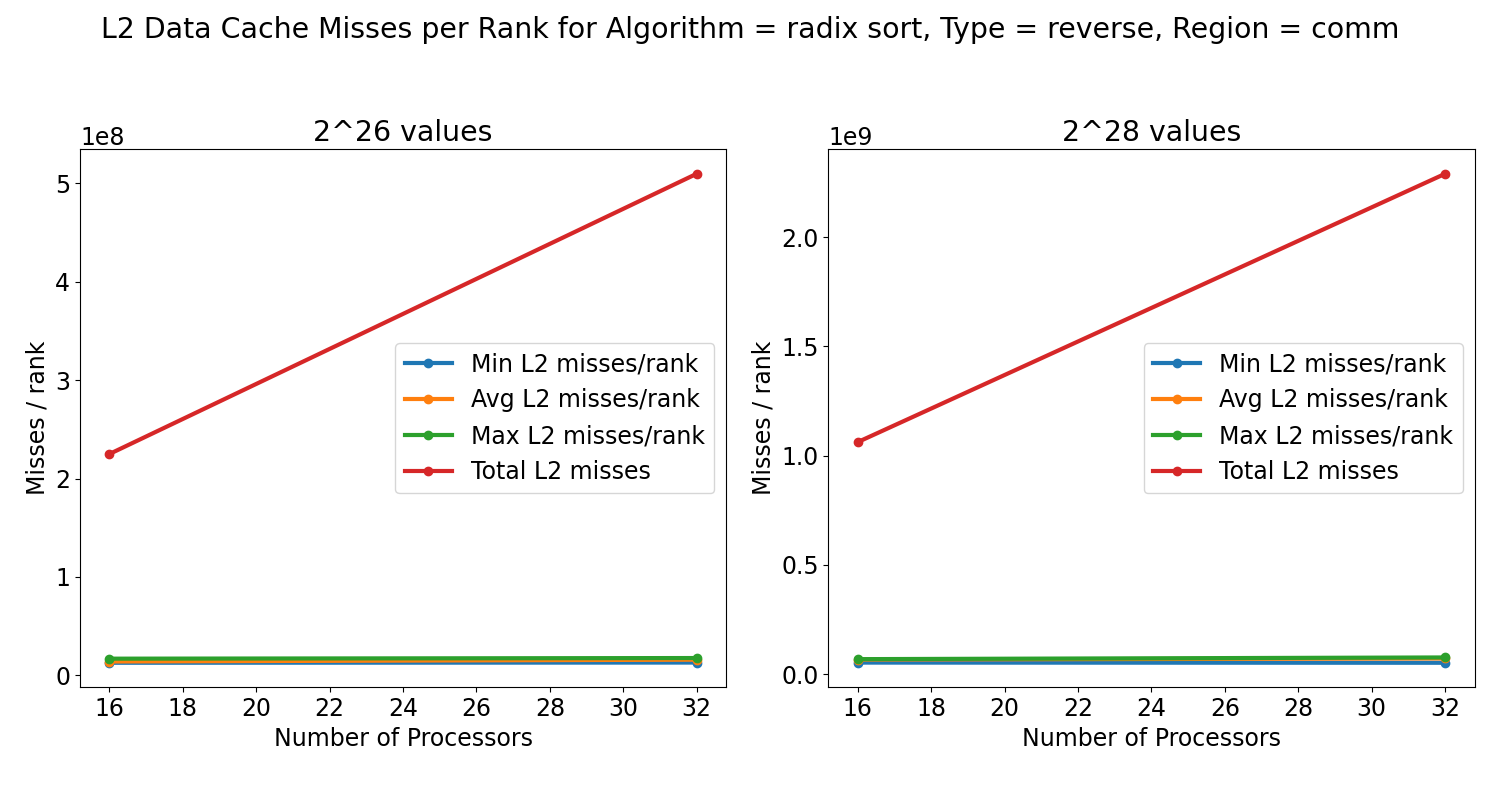 L2 Data Cache Misses per Rank for Algorithm = radix sort, Type = reverse, Region = comm
2^26 values
1e8
5
4
3
2
1
0
Misses / rank
Min L2 misses/rank
Avg L2 misses/rank
Max L2 misses/rank
Total L2 misses
16 18 20 22 24 26 28 30 32
Number of Processors
2^28 values
1e9
2.0
1.5
1.0
0.5
0.0
Misses / rank
Min L2 misses/rank
Avg L2 misses/rank
Max L2 misses/rank
Total L2 misses
16 18 20 22 24 26 28 30 32
Number of Processors